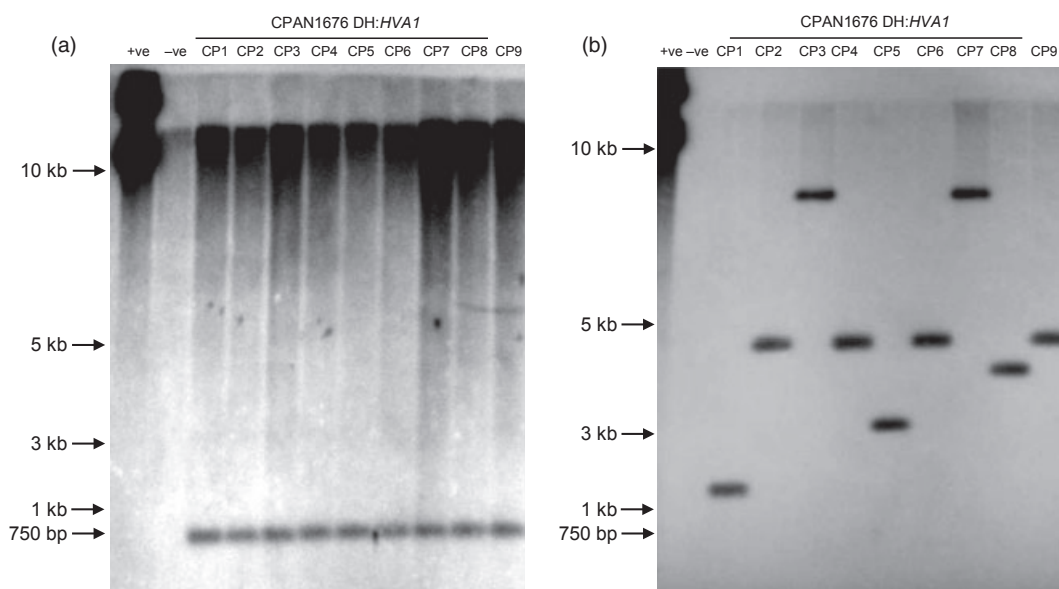 (a)
CPAN1676 DH:HVA1
+ve –ve CP1 CP2 CP3 CP4 CP5 CP6 CP7 CP8 CP9
10 kb
5 kb
3 kb
1 kb
750 bp
(b)
CPAN1676 DH:HVA1
+ve –ve CP1 CP2 CP3 CP4 CP5 CP6 CP7 CP8 CP9
10 kb
5 kb
3 kb
1 kb
750 bp